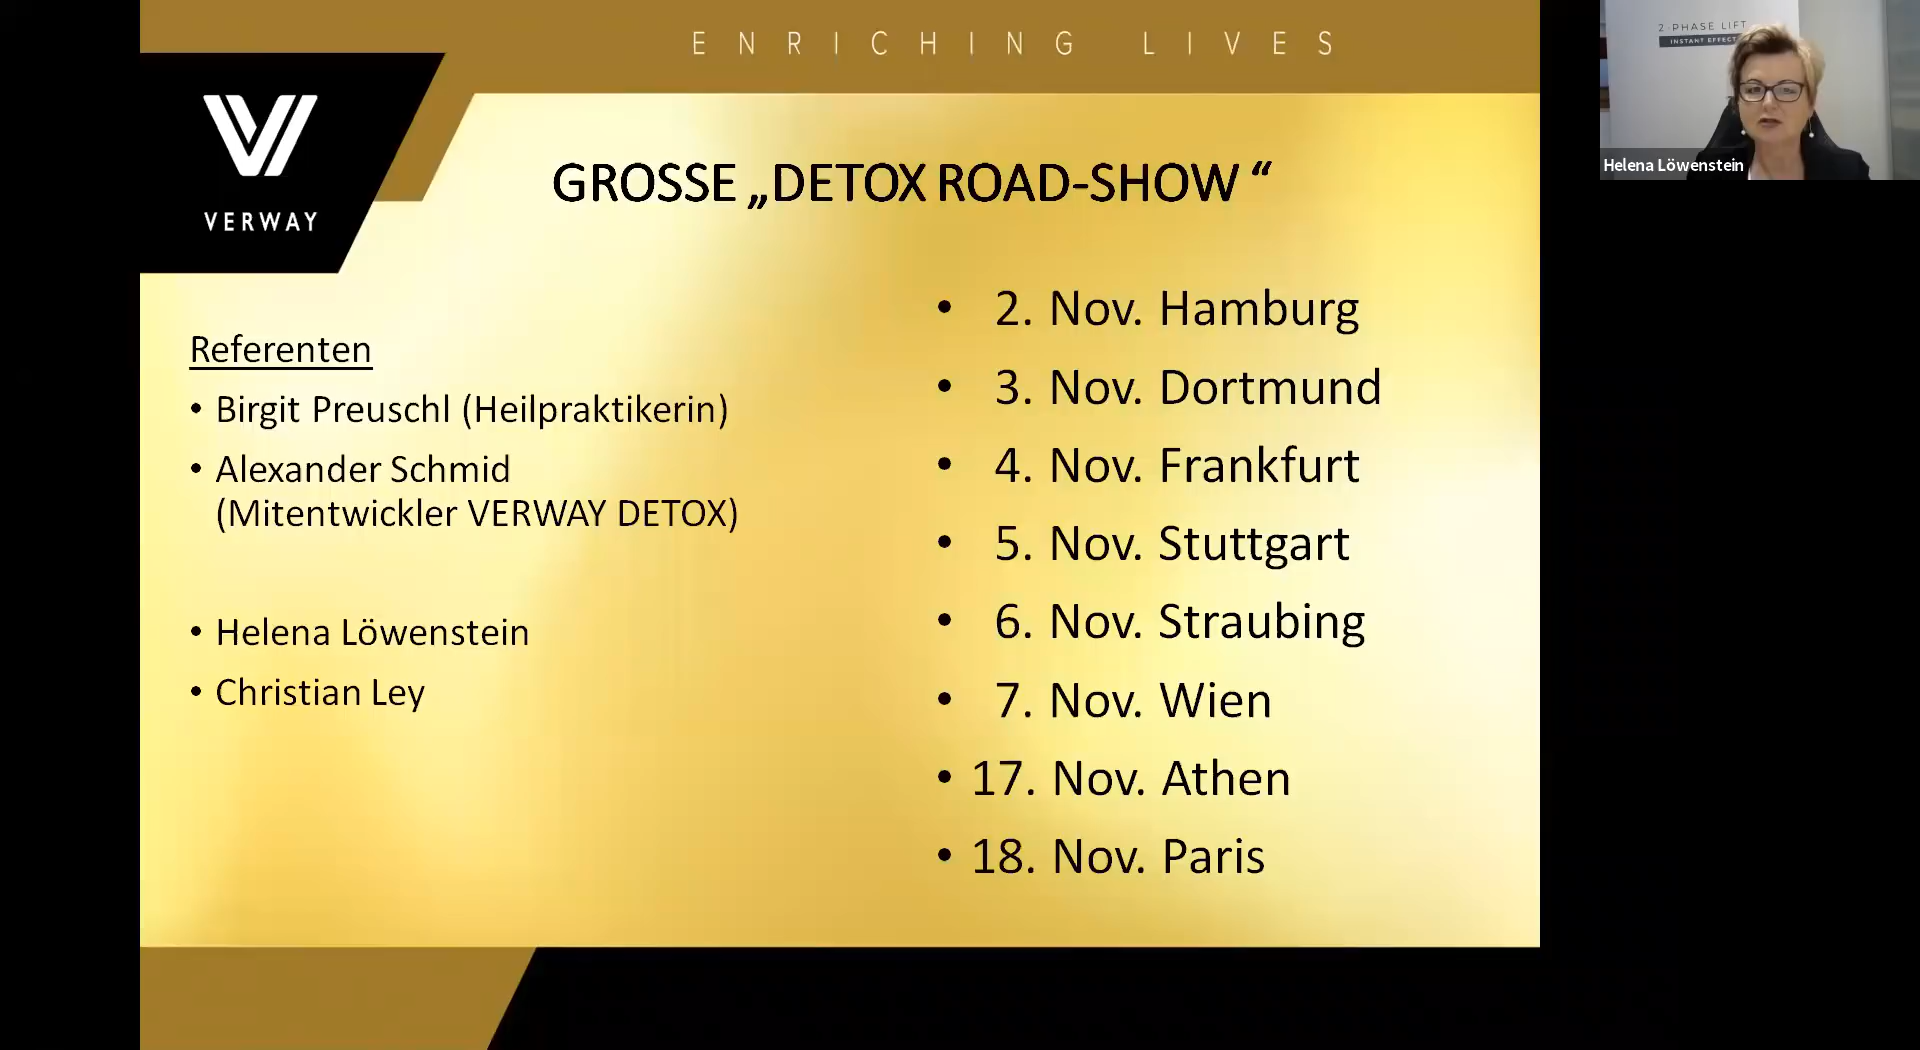 ENRICHING LIVES
VERWAY
GROSSE „DETOX ROAD-SHOW “
Referenten
• Birgit Preuschl (Heilpraktikerin)
• Alexander Schmid
(Mitentwickler VERWAY DETOX)
• Helena Löwenstein
• Christian Ley
• 2. Nov. Hamburg
• 3. Nov. Dortmund
• 4. Nov. Frankfurt
• 5. Nov. Stuttgart
• 6. Nov. Straubing
• 7. Nov. Wien
• 17. Nov. Athen
• 18. Nov. Paris
2 PHASE LIFT
INSTANT EFFECT
Helena Löwenstein